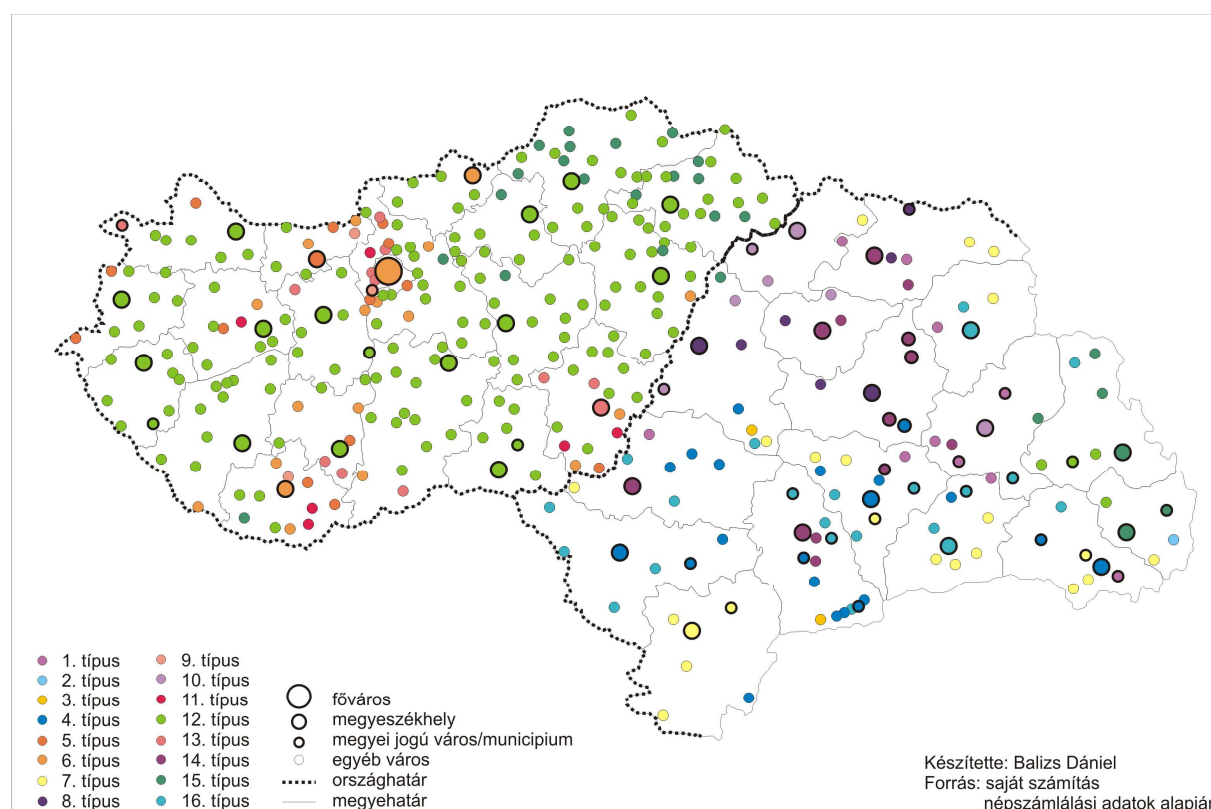 1. típus
2. típus
3. típus
4. típus
5. típus
6. típus
7. típus
8. típus
9. típus
10. típus
11. típus
12. típus
13. típus
14. típus
15. típus
16. típus
főváros
megyeszékhely
megyei jogú város/municipium
egyéb város
országhatár
megyehatár
Készítette: Balizs Dániel
Forrás: saját számítás
népszámlálási adatok alapján